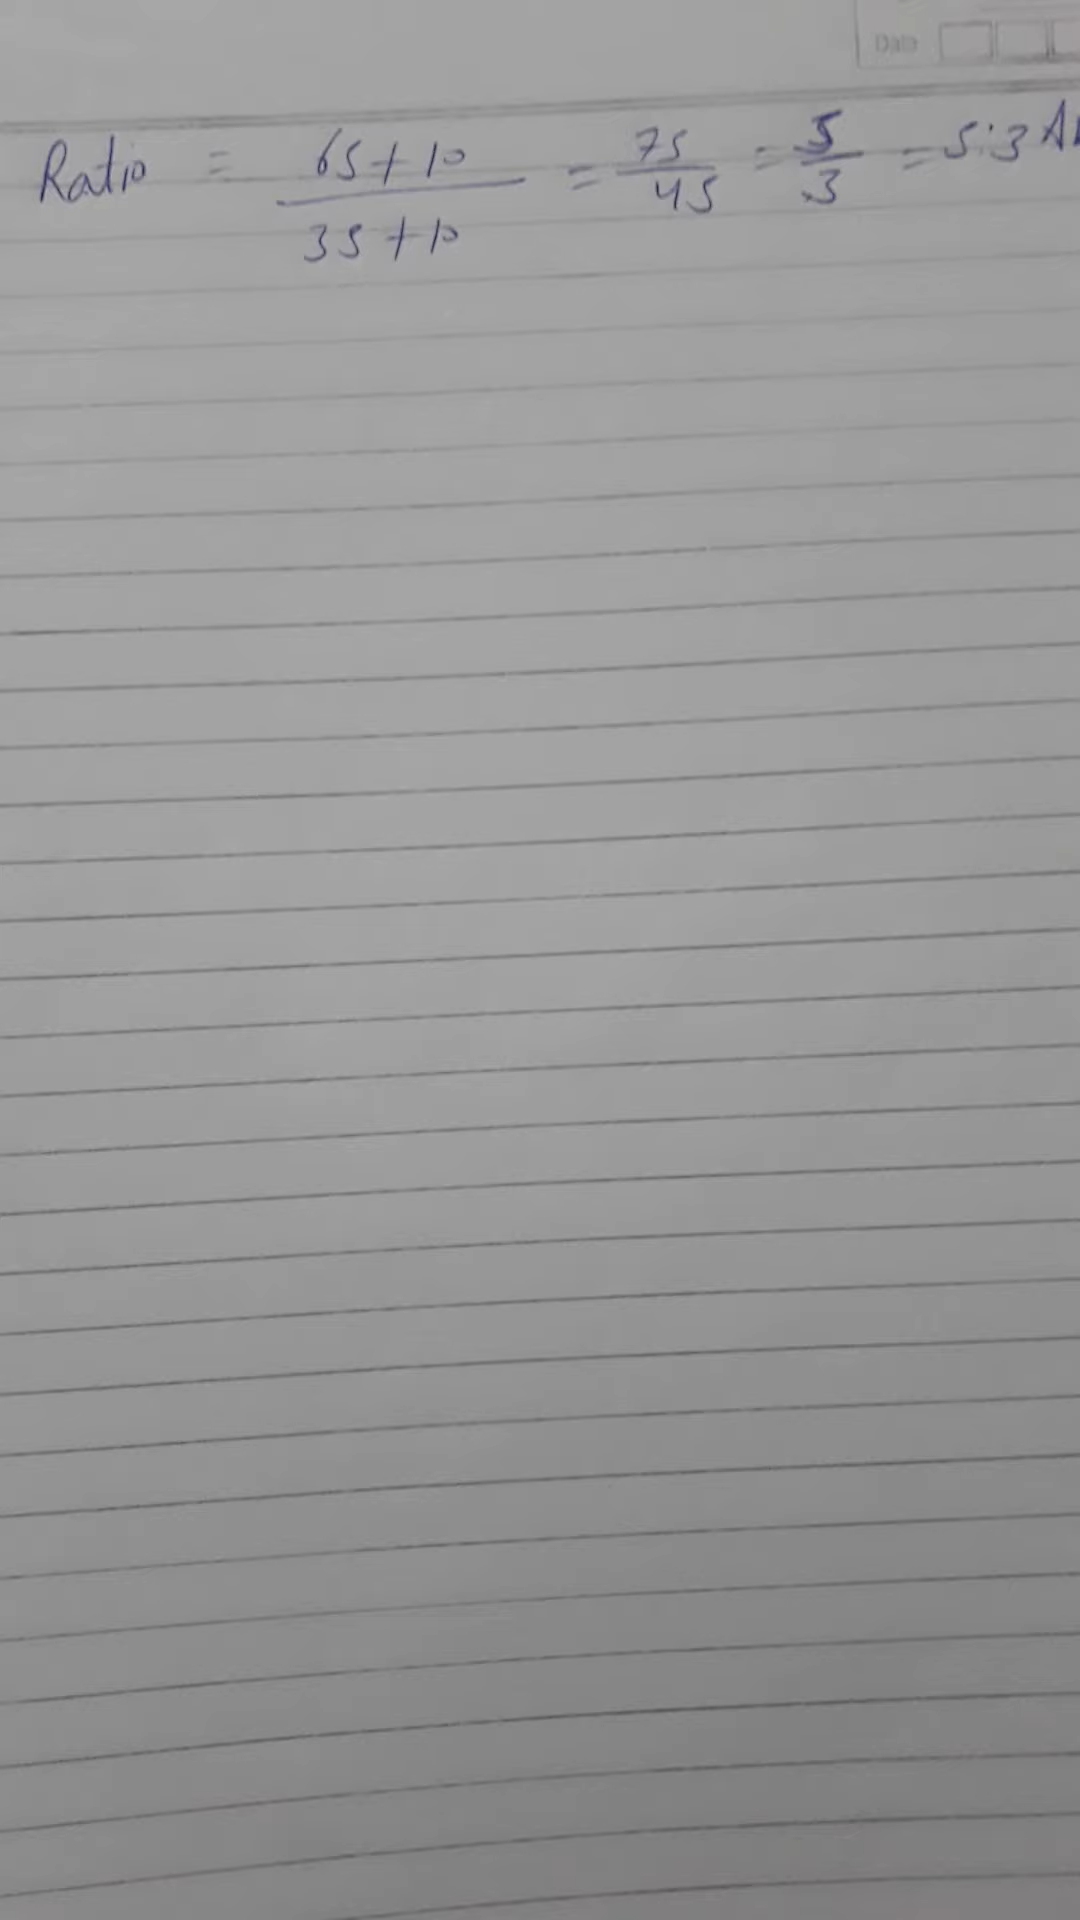 Date
Ratio = 65+10 / 35+10 = 75/45 = 5/3 = 5:3